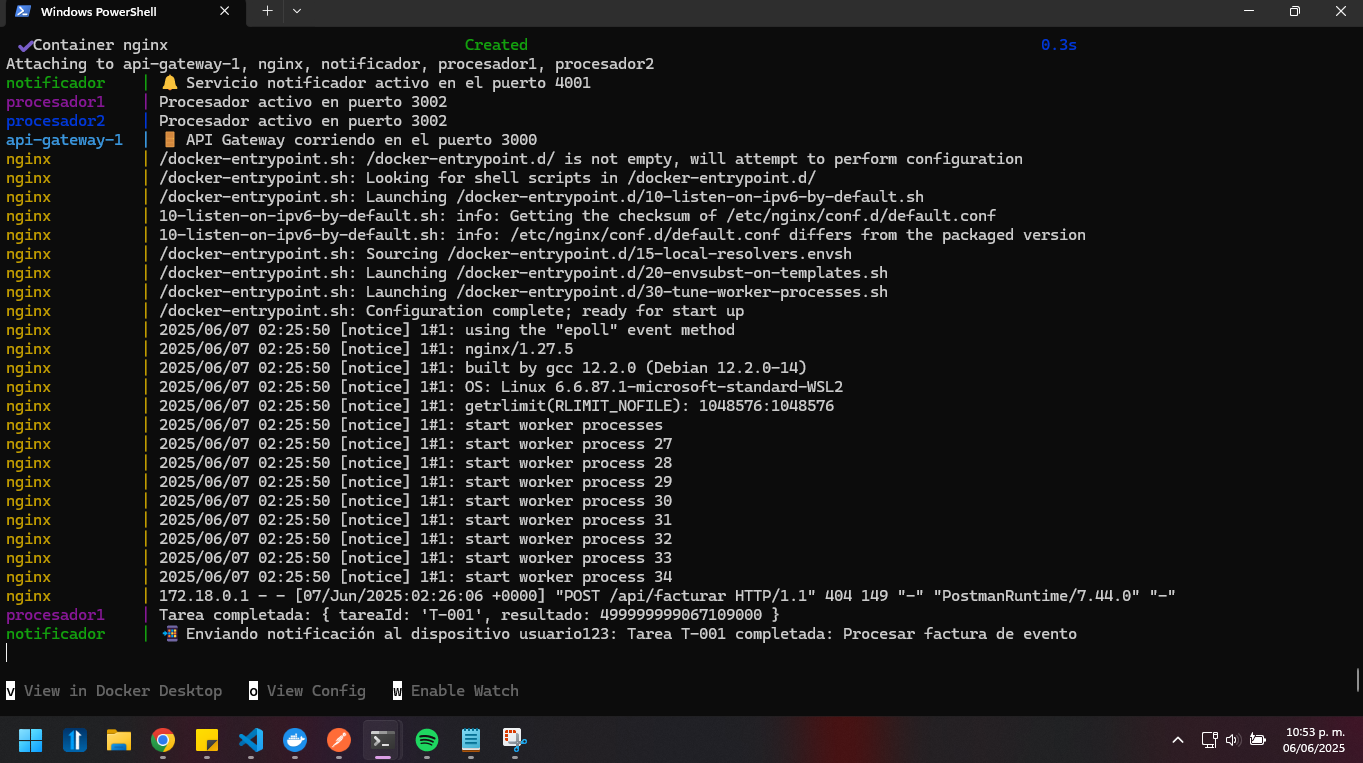 Windows PowerShell
Container nginx Created 0.3s
Attaching to api-gateway-1, nginx, notificador, procesador1, procesador2
notificador | 🔔 Servicio notificador activo en el puerto 4001
procesador1 | Procesador activo en puerto 3002
procesador2 | Procesador activo en puerto 3002
api-gateway-1 | 🚪 API Gateway corriendo en el puerto 3000
nginx | /docker-entrypoint.sh: /docker-entrypoint.d/ is not empty, will attempt to perform configuration
nginx | /docker-entrypoint.sh: Looking for shell scripts in /docker-entrypoint.d/
nginx | /docker-entrypoint.sh: Launching /docker-entrypoint.d/10-listen-on-ipv6-by-default.sh
nginx | 10-listen-on-ipv6-by-default.sh: info: Getting the checksum of /etc/nginx/conf.d/default.conf
nginx | 10-listen-on-ipv6-by-default.sh: info: /etc/nginx/conf.d/default.conf differs from the packaged version
nginx | /docker-entrypoint.sh: Sourcing /docker-entrypoint.d/15-local-resolvers.envsh
nginx | /docker-entrypoint.sh: Launching /docker-entrypoint.d/20-envsubst-on-templates.sh
nginx | /docker-entrypoint.sh: Launching /docker-entrypoint.d/30-tune-worker-processes.sh
nginx | /docker-entrypoint.sh: Configuration complete; ready for start up
nginx | 2025/06/07 02:25:50 [notice] 1#1: using the "epoll" event method
nginx | 2025/06/07 02:25:50 [notice] 1#1: nginx/1.27.5
nginx | 2025/06/07 02:25:50 [notice] 1#1: built by gcc 12.2.0 (Debian 12.2.0-14)
nginx | 2025/06/07 02:25:50 [notice] 1#1: OS: Linux 6.6.87.1-microsoft-standard-WSL2
nginx | 2025/06/07 02:25:50 [notice] 1#1: getrlimit(RLIMIT_NOFILE): 1048576:1048576
nginx | 2025/06/07 02:25:50 [notice] 1#1: start worker processes
nginx | 2025/06/07 02:25:50 [notice] 1#1: start worker process 27
nginx | 2025/06/07 02:25:50 [notice] 1#1: start worker process 28
nginx | 2025/06/07 02:25:50 [notice] 1#1: start worker process 29
nginx | 2025/06/07 02:25:50 [notice] 1#1: start worker process 30
nginx | 2025/06/07 02:25:50 [notice] 1#1: start worker process 31
nginx | 2025/06/07 02:25:50 [notice] 1#1: start worker process 32
nginx | 2025/06/07 02:25:50 [notice] 1#1: start worker process 33
nginx | 2025/06/07 02:25:50 [notice] 1#1: start worker process 34
nginx | 172.18.0.1 - - [07/Jun/2025:02:26:06 +0000] "POST /api/facturar HTTP/1.1" 404 149 "-" "PostmanRuntime/7.44.0" "-"
procesador1 | Tarea completada: { tareaId: 'T-001', resultado: 499999999067109000 }
notificador | 📲 Enviando notificación al dispositivo usuario123: Tarea T-001 completada: Procesar factura de evento
v View in Docker Desktop o View Config w Enable Watch
10:53 p. m.
06/06/2025